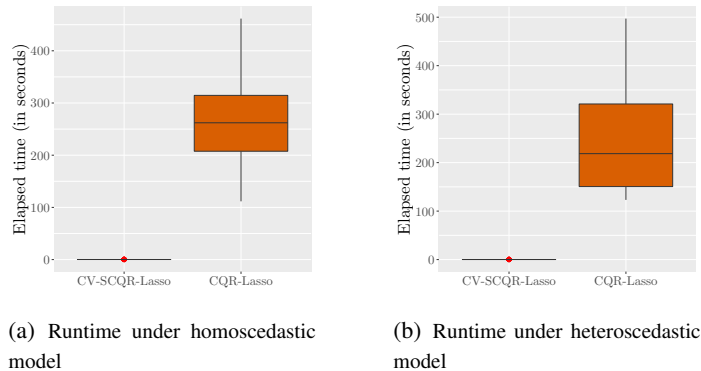 Elapsed time (in seconds)
400
300
200
100
0
CV-SCQR-Lasso CQR-Lasso
(a) Runtime under homoscedastic
model
Elapsed time (in seconds)
500
400
300
200
100
0
CV-SCQR-Lasso CQR-Lasso
(b) Runtime under heteroscedastic
model